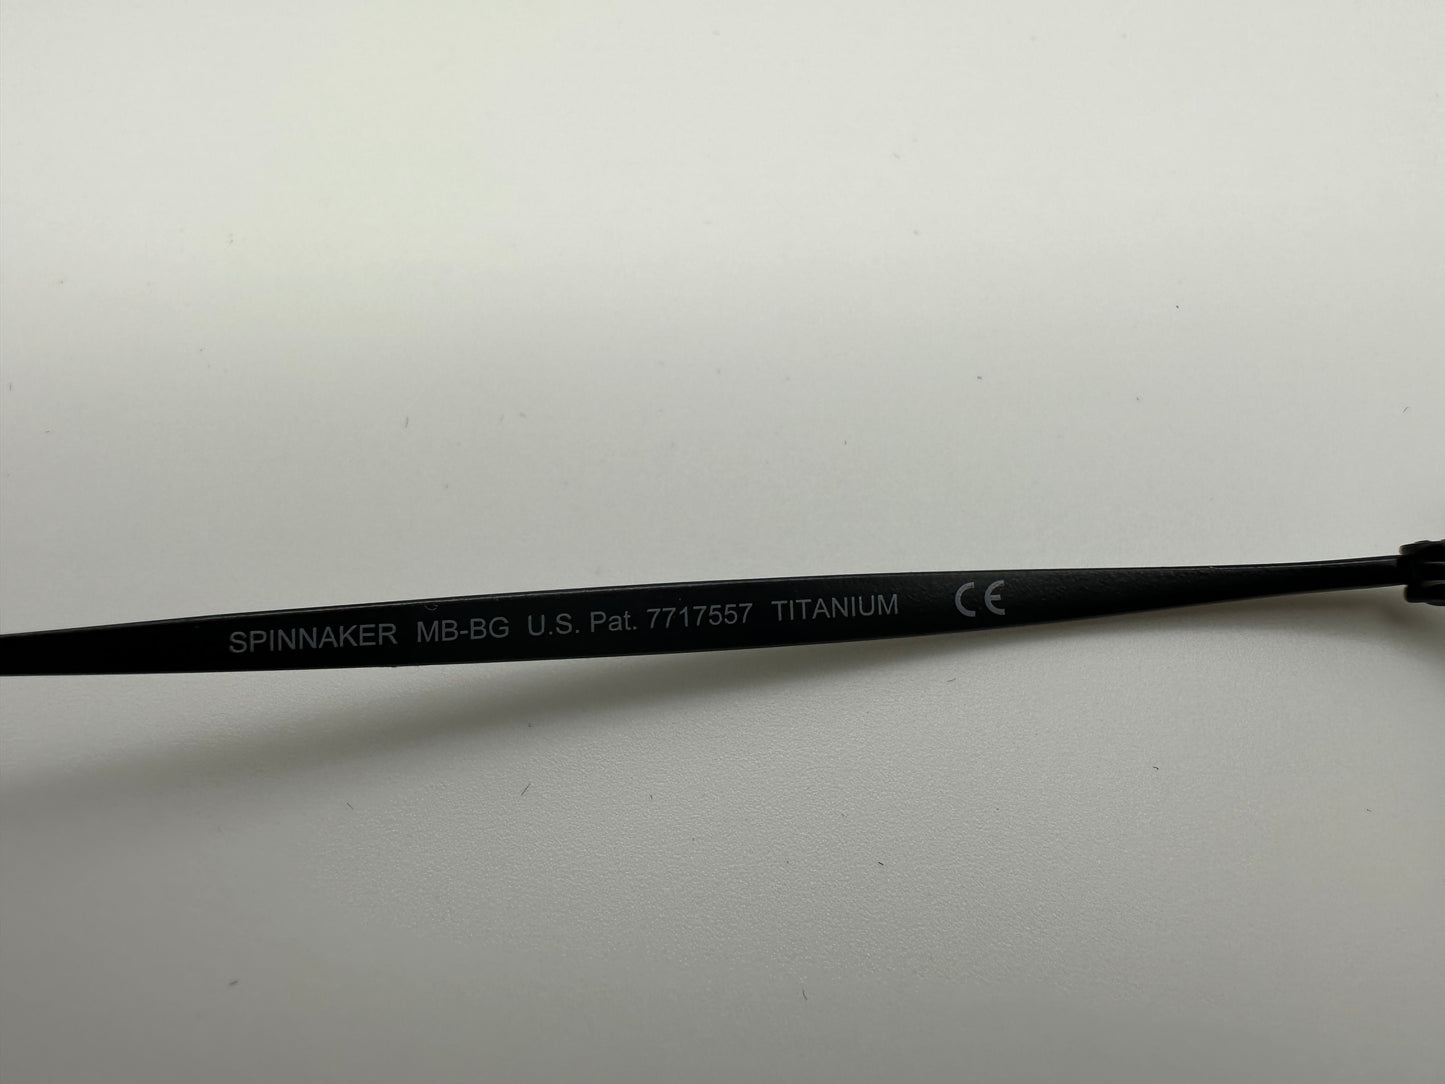 SPINNAKER MB-BG U.S. Pat. 7717557 TITANIUM CE